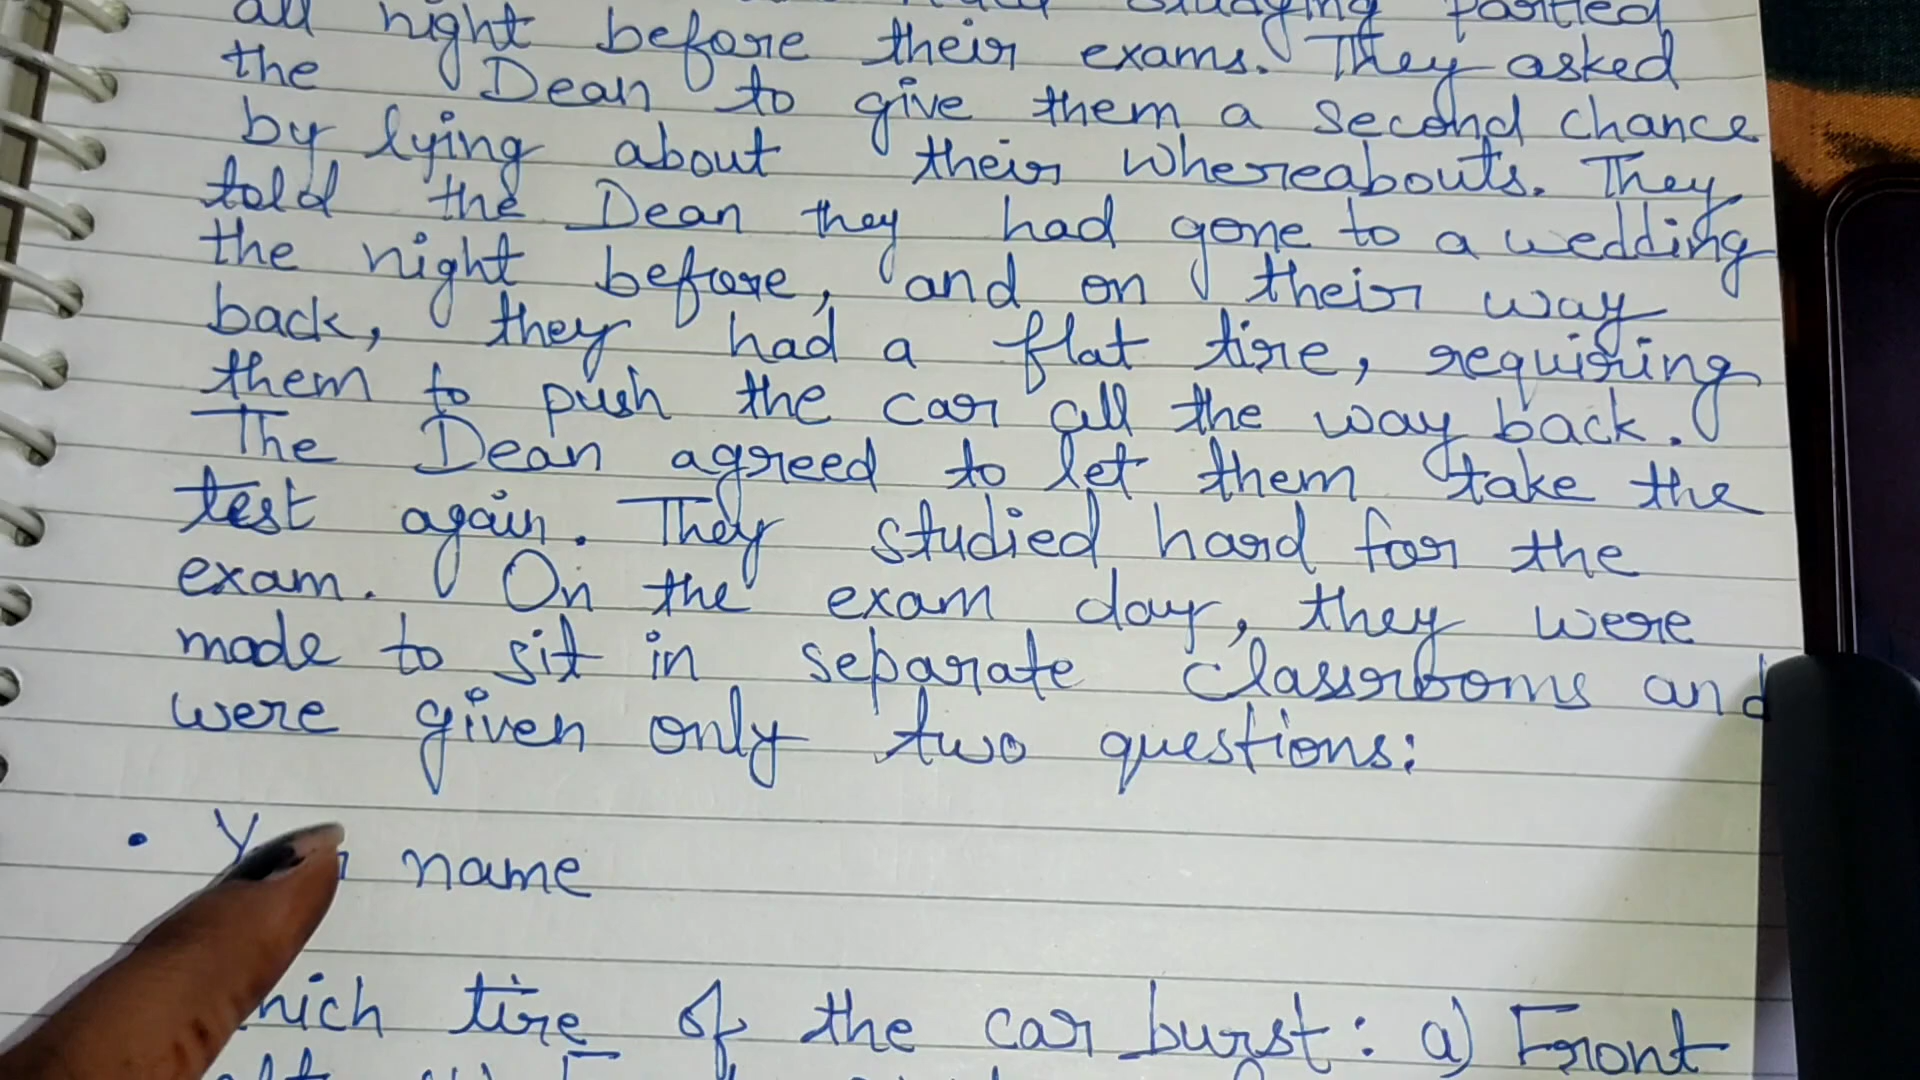 all night before their exams. They asked
the Dean to give them a second chance
by lying about their whereabouts. They
told the Dean they had gone to a wedding
the night before, and on their way
back, they had a flat tire, requiring
them to push the car all the way back.
The Dean agreed to let them take the
test again. They studied hard for the
exam. On the exam day, they were
made to sit in separate classrooms and
were given only two questions:
• name
tire of the car burst: a) Front